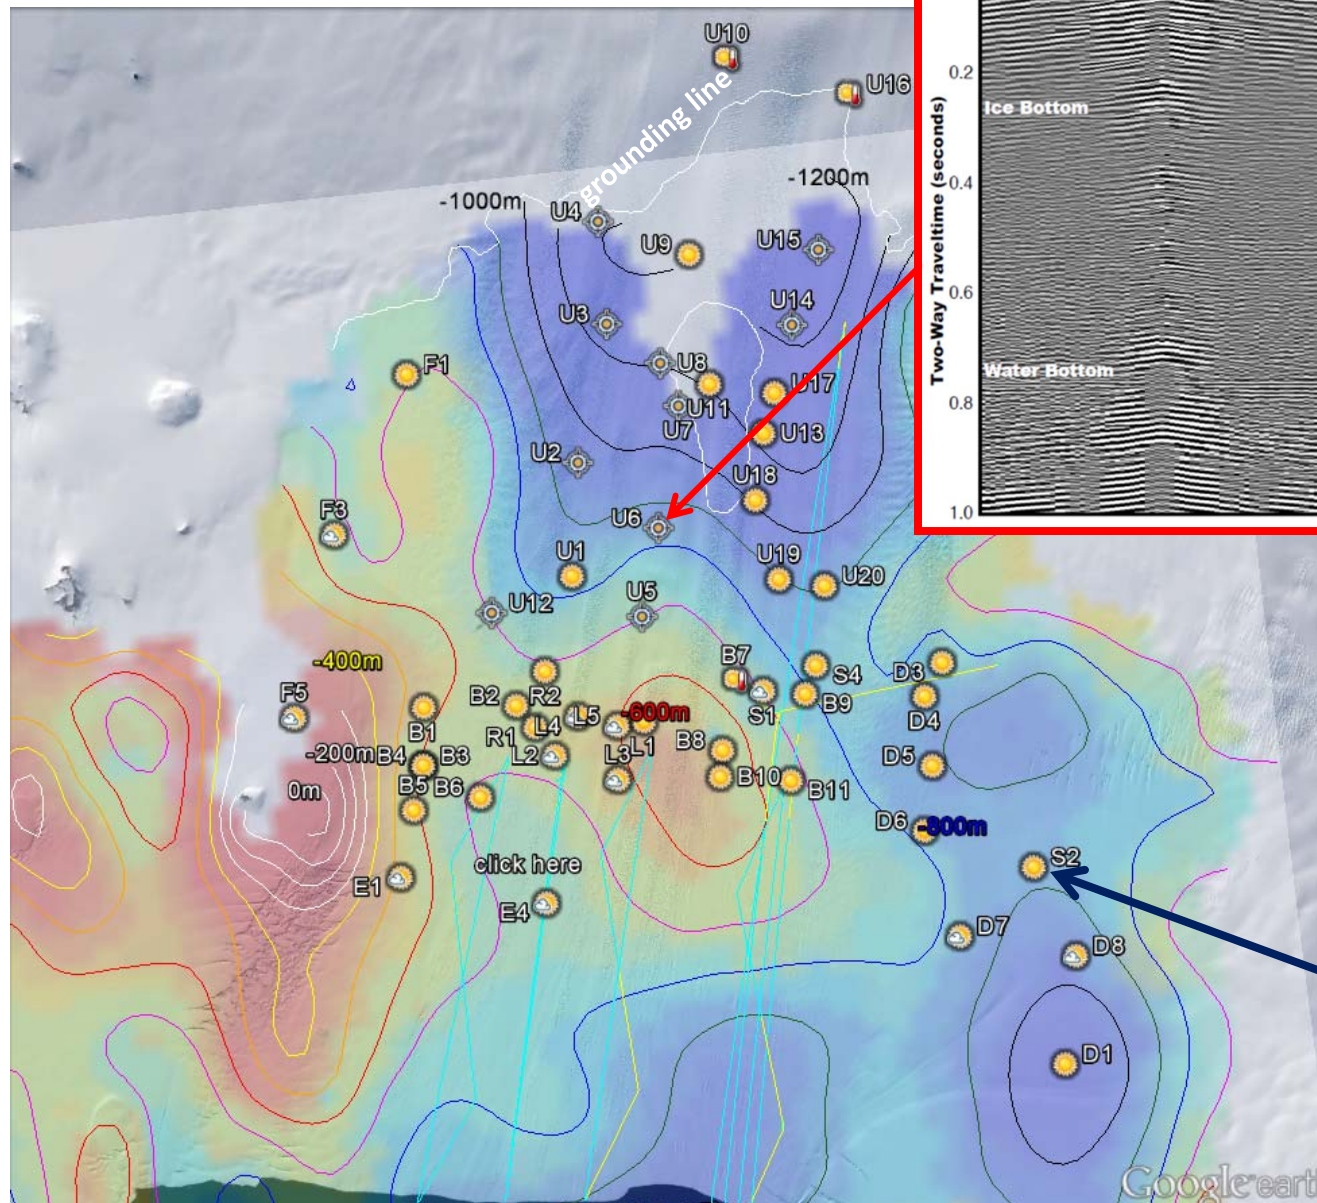 U10
U16
grounding line
-1200m
-1000m
U4
U9
U15
U3
U14
U8
U17
U11
U7
U13
F1
U2
U18
F3
U6
U1
U19
U20
U5
U12
-400m
B7
S4
D3
F5
B2
R2
L5
-600m
S1
B9
D4
B1
R1
L4
L1
B8
-200m
B4
B3
L2
L3
D5
0m
B5
B6
B10
B11
D6
-800m
click here
S2
E1
E4
D7
D8
D1
Google earth
Two-Way Traveltime (seconds)
0.2
Ice Bottom
0.4
0.6
Water Bottom
0.8
1.0